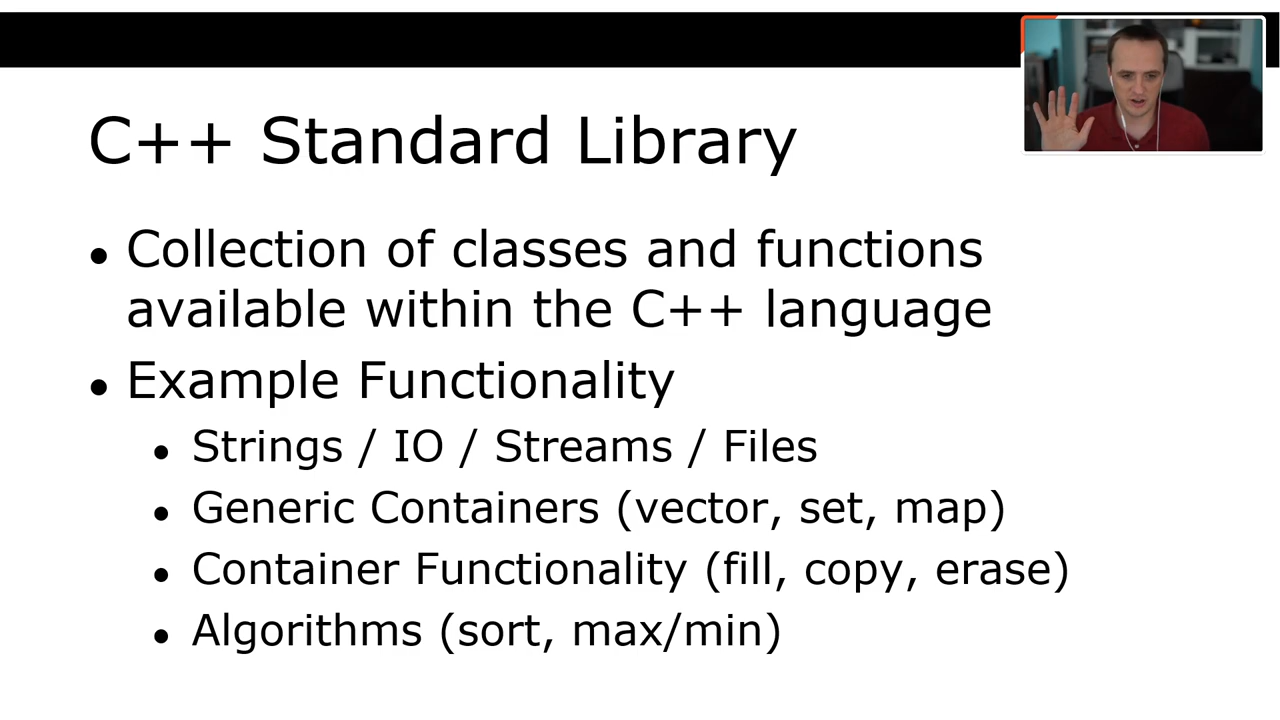 C++ Standard Library
• Collection of classes and functions
available within the C++ language
• Example Functionality
• Strings / IO / Streams / Files
• Generic Containers (vector, set, map)
• Container Functionality (fill, copy, erase)
• Algorithms (sort, max/min)